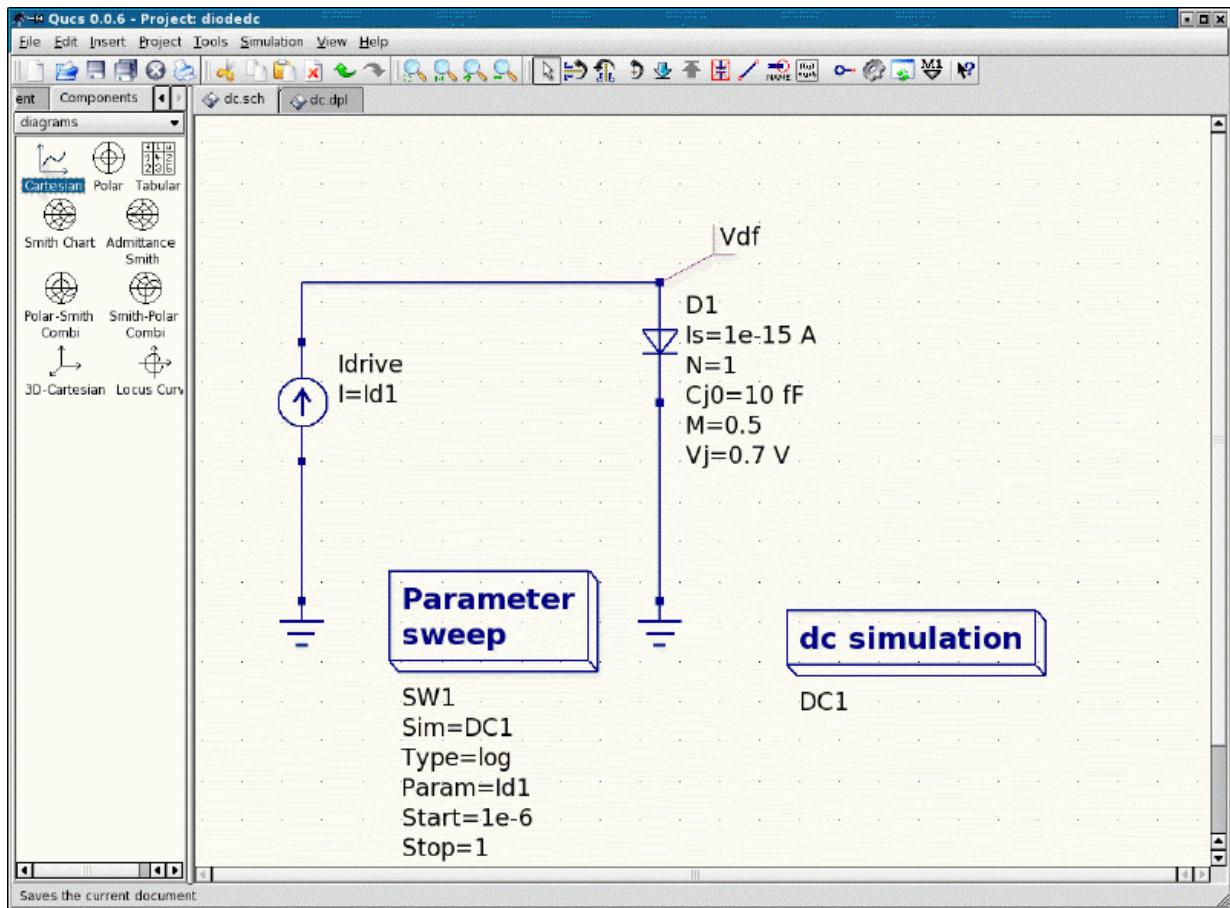 Qucs 0.0.6 - Project: diodedc
File Edit Insert Project Tools Simulation View Help
NAME
M1
ent Components
dc.sch dc.dpl
diagrams
Cartesian Polar Tabular
Smith Chart Admittance
Smith
Polar-Smith Smith-Polar
Combi Combi
3D-Cartesian Locus Curv
Vdf
D1
Is=1e-15 A
N=1
Cj0=10 fF
M=0.5
Vj=0.7 V
Idrive
I=Id1
Parameter
sweep
SW1
Sim=DC1
Type=log
Param=Id1
Start=1e-6
Stop=1
dc simulation
DC1
Saves the current document